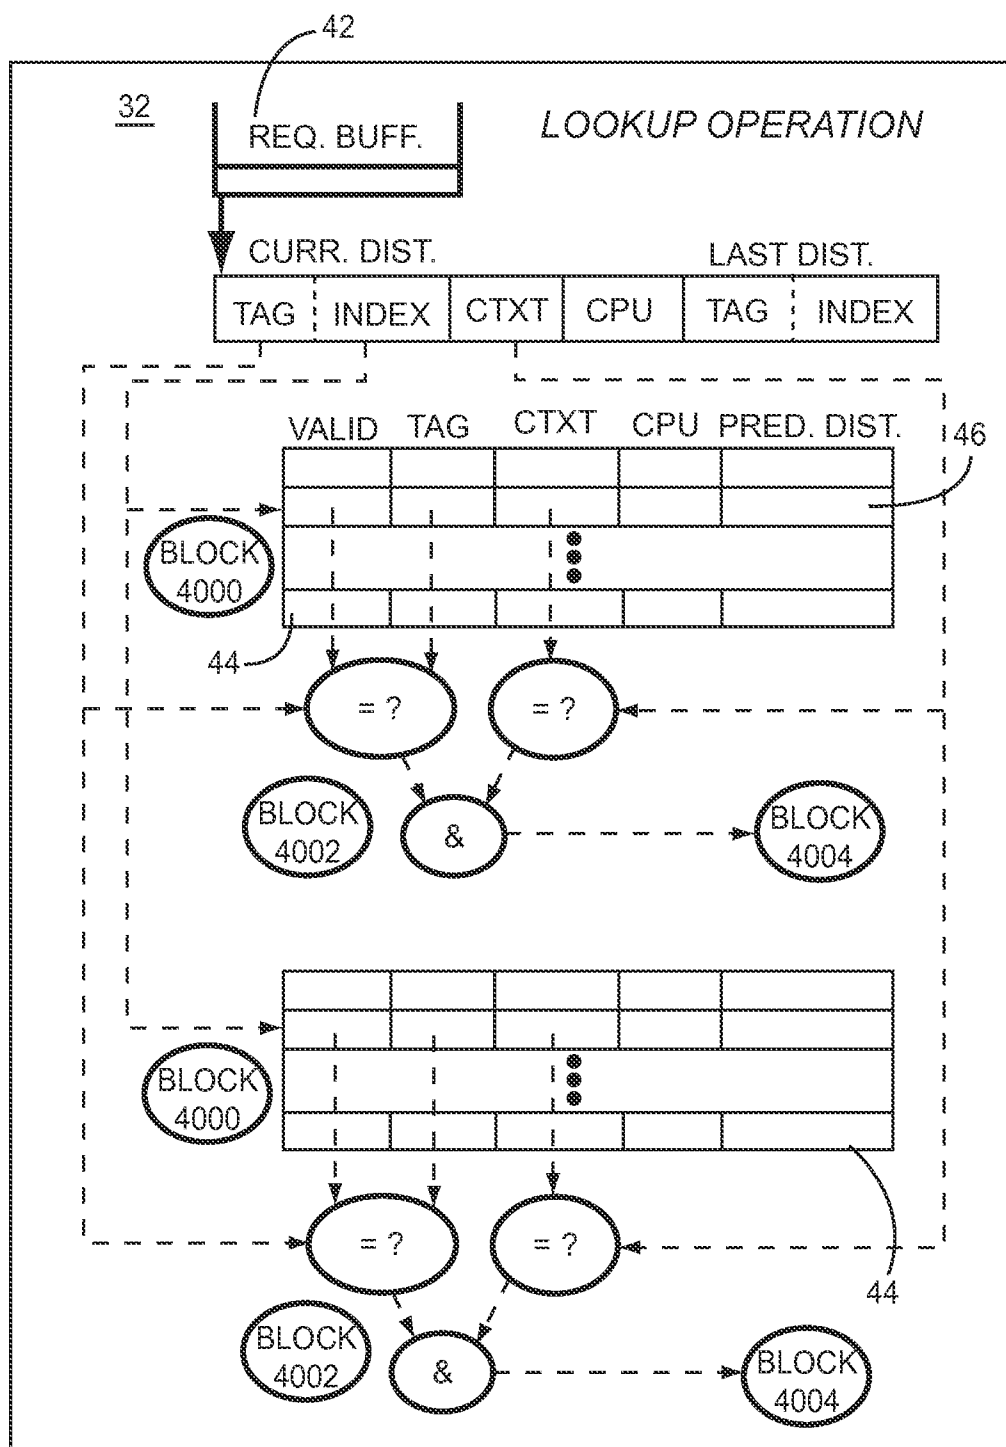 42
32
REQ. BUFF.
LOOKUP OPERATION
CURR. DIST.
LAST DIST.
TAG INDEX CTXT CPU TAG INDEX
VALID TAG CTXT CPU PRED. DIST.
46
BLOCK
4000
44
= ?
= ?
BLOCK
4002
&
BLOCK
4004
BLOCK
4000
= ?
= ?
44
BLOCK
4002
&
BLOCK
4004